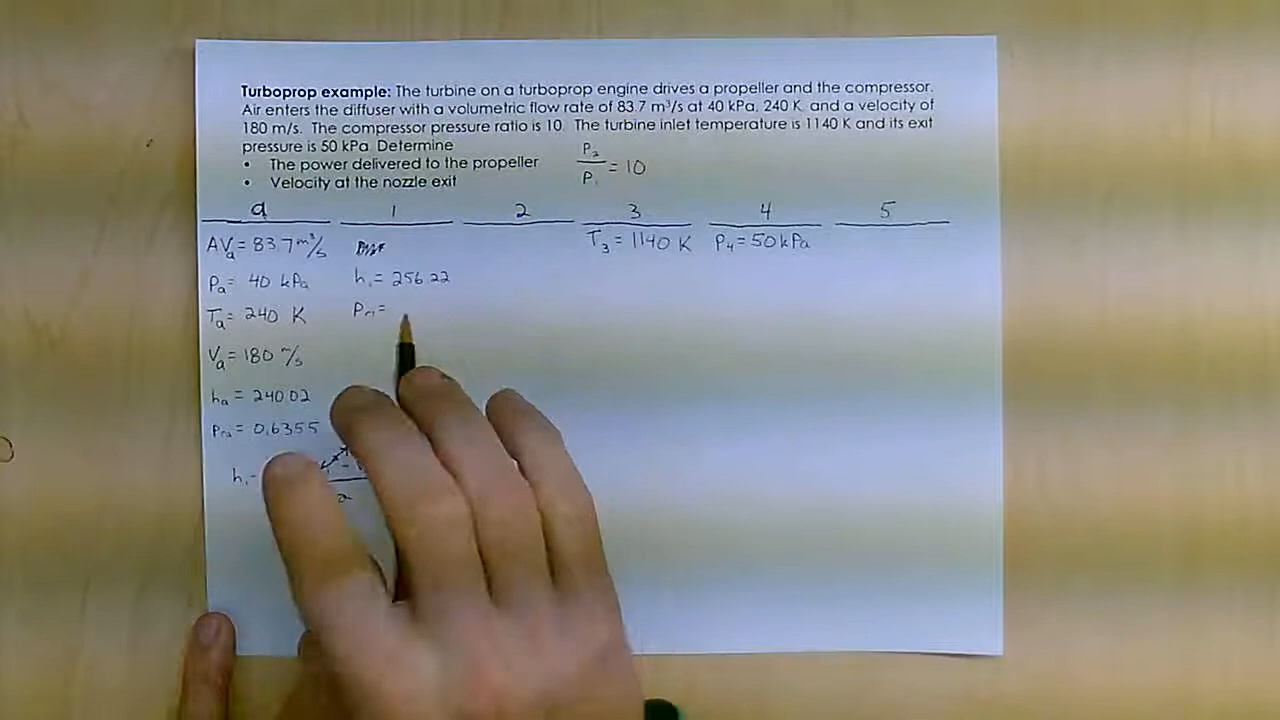 Turboprop example: The turbine on a turboprop engine drives a propeller and the compressor.
Air enters the diffuser with a volumetric flow rate of 83.7 m³/s at 40 kPa, 240 K, and a velocity of
180 m/s. The compressor pressure ratio is 10. The turbine inlet temperature is 1140 K and its exit
pressure is 50 kPa. Determine
• The power delivered to the propeller
• Velocity at the nozzle exit
P₂/P₁ = 10
a 1 2 3 4 5
AVₐ = 83.7 m³/s
T₃ = 1140 K P₄ = 50 kPa
Pₐ = 40 kPa h₁ = 256.22
Tₐ = 240 K Pr₁ =
Vₐ = 180 m/s
hₐ = 240.02
Prₐ = 0.6355
h₁ -